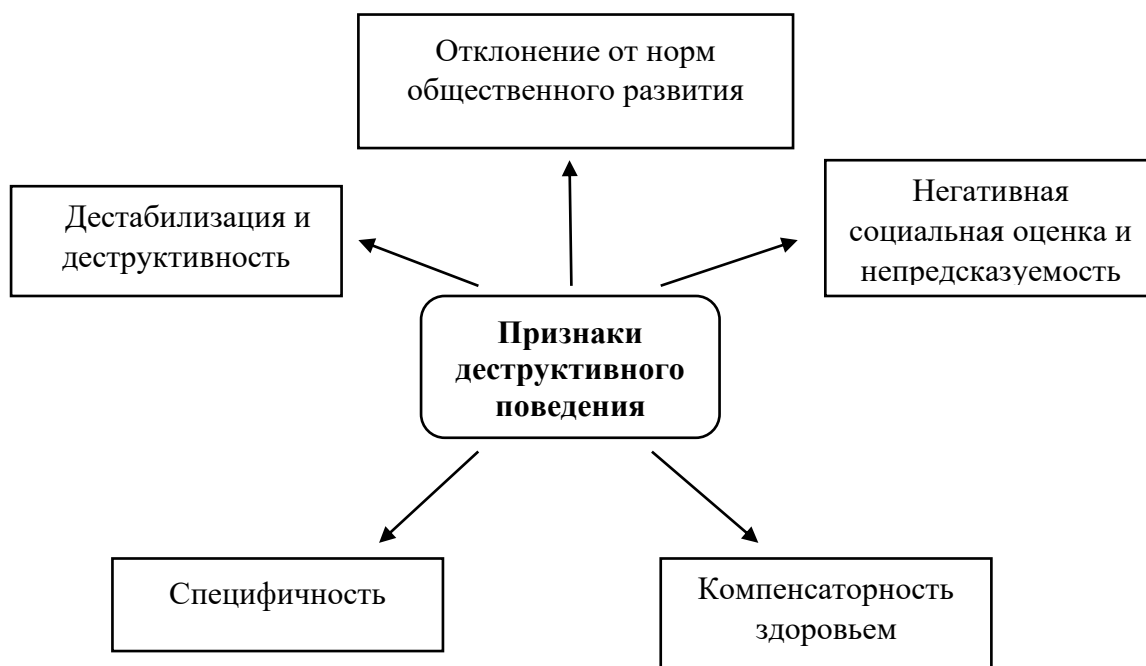 Отклонение от норм
общественного развития
Дестабилизация и
деструктивность
Негативная
социальная оценка и
непредсказуемость
Признаки
деструктивного
поведения
Специфичность
Компенсаторность
здоровьем